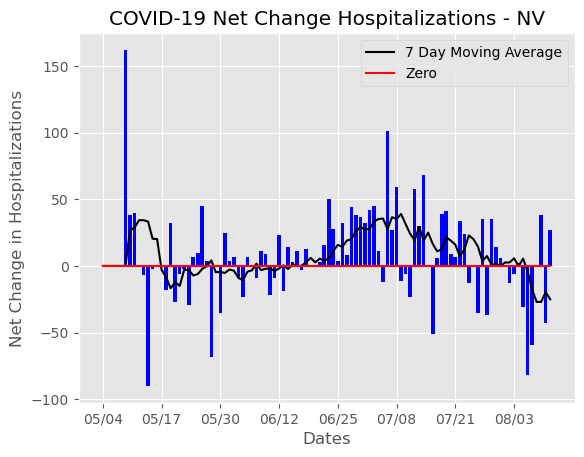 COVID-19 Net Change Hospitalizations - NV
7 Day Moving Average
Zero
Net Change in Hospitalizations
150
100
50
0
−50
−100
05/04 05/17 05/30 06/12 06/25 07/08 07/21 08/03
Dates